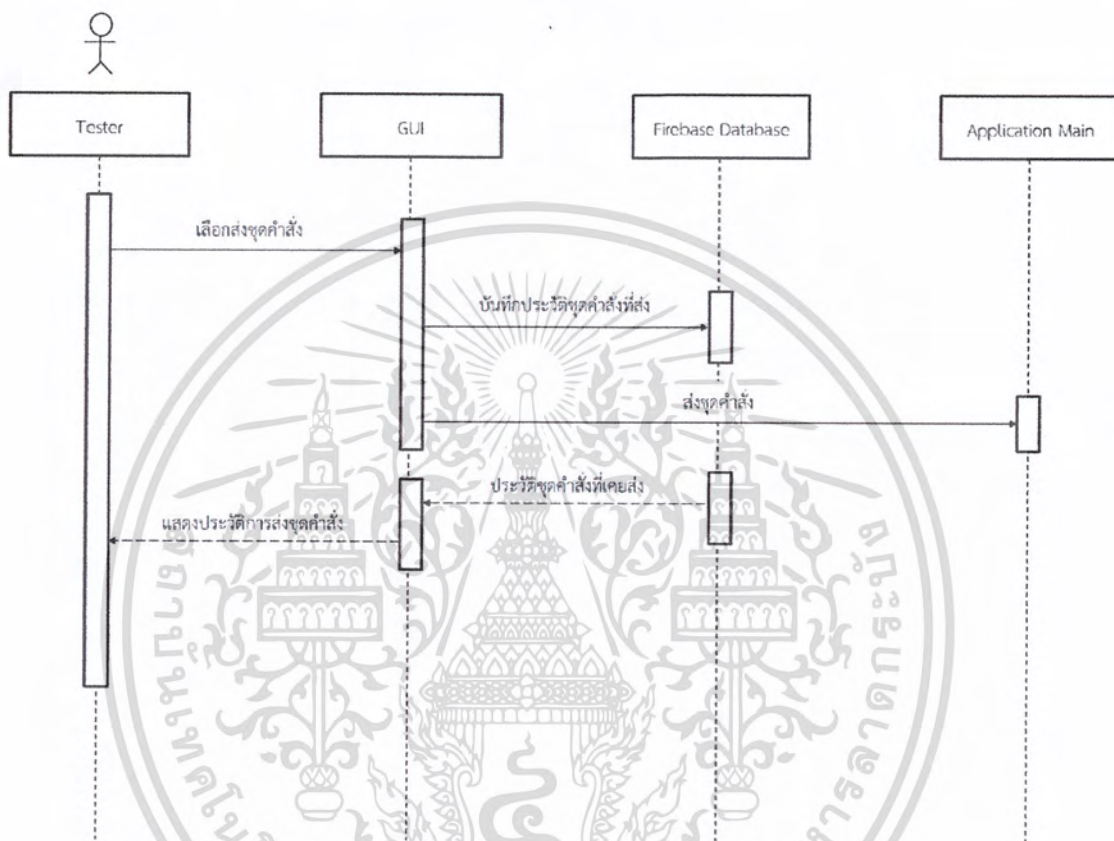 Tester
GUI
Firebase Database
Application Main
เลือกส่งชุดคำสั่ง
บันทึกประวัติชุดคำสั่งที่ส่ง
ส่งชุดคำสั่ง
ประวัติชุดคำสั่งที่เคยส่ง
แสดงประวัติการส่งชุดคำสั่ง